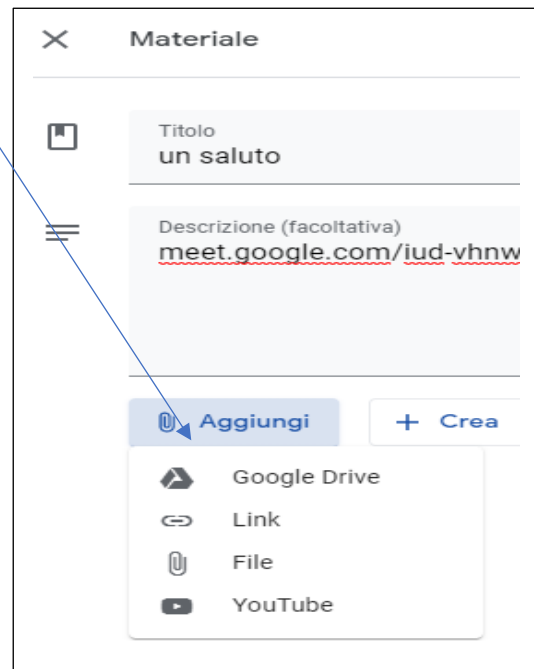 Materiale
Titolo
un saluto
Descrizione (facoltativa)
meet.google.com/iud-vhnw
Aggiungi
+ Crea
Google Drive
Link
File
YouTube